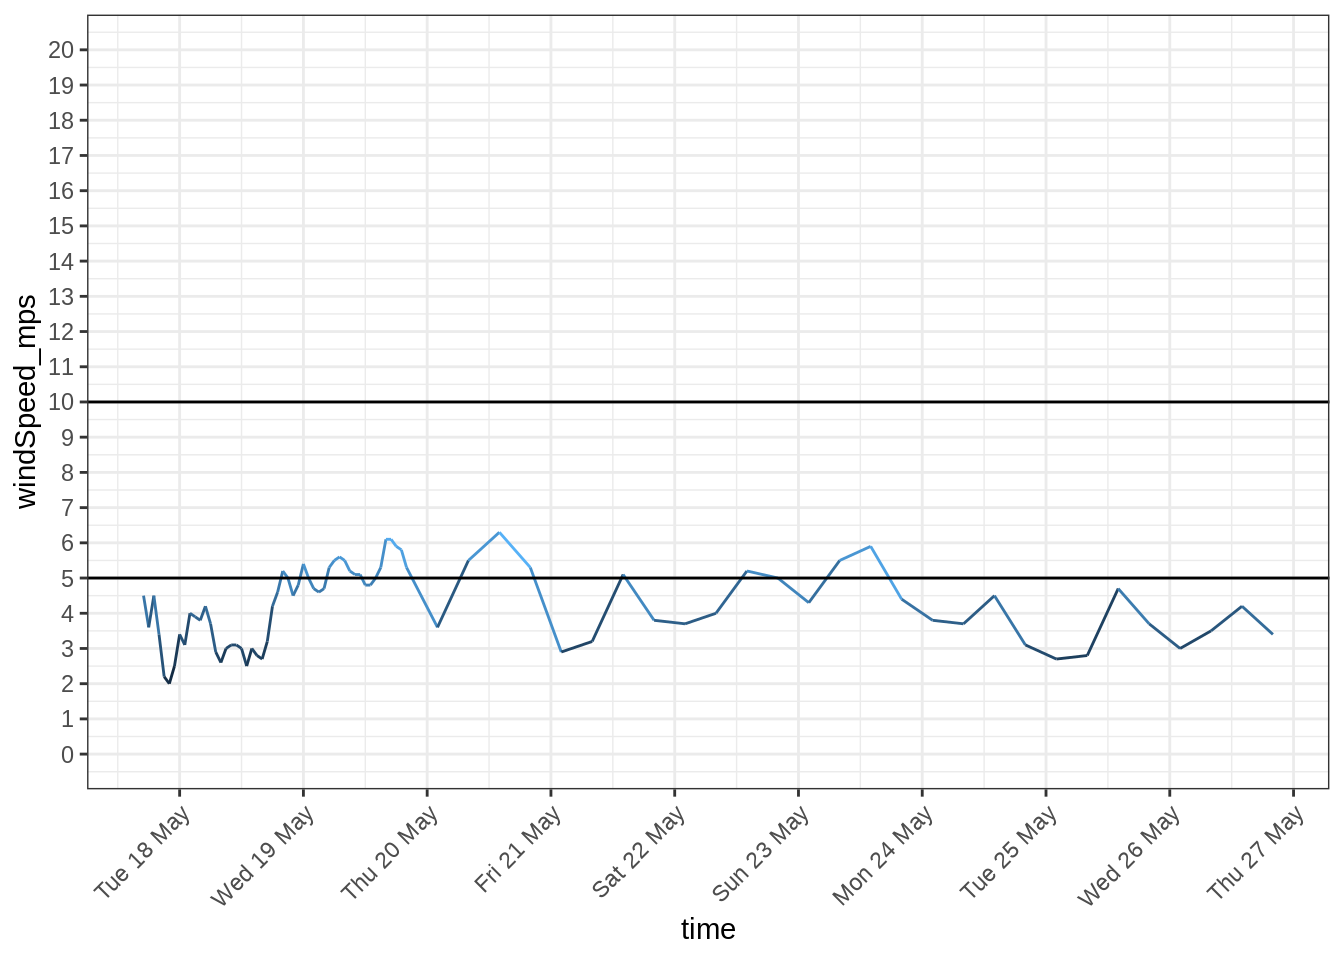 20
19
18
17
16
15
14
13
12
11
10
9
8
7
6
5
4
3
2
1
0
windSpeed_mps
Tue 18 May
Wed 19 May
Thu 20 May
Fri 21 May
Sat 22 May
Sun 23 May
Mon 24 May
Tue 25 May
Wed 26 May
Thu 27 May
time